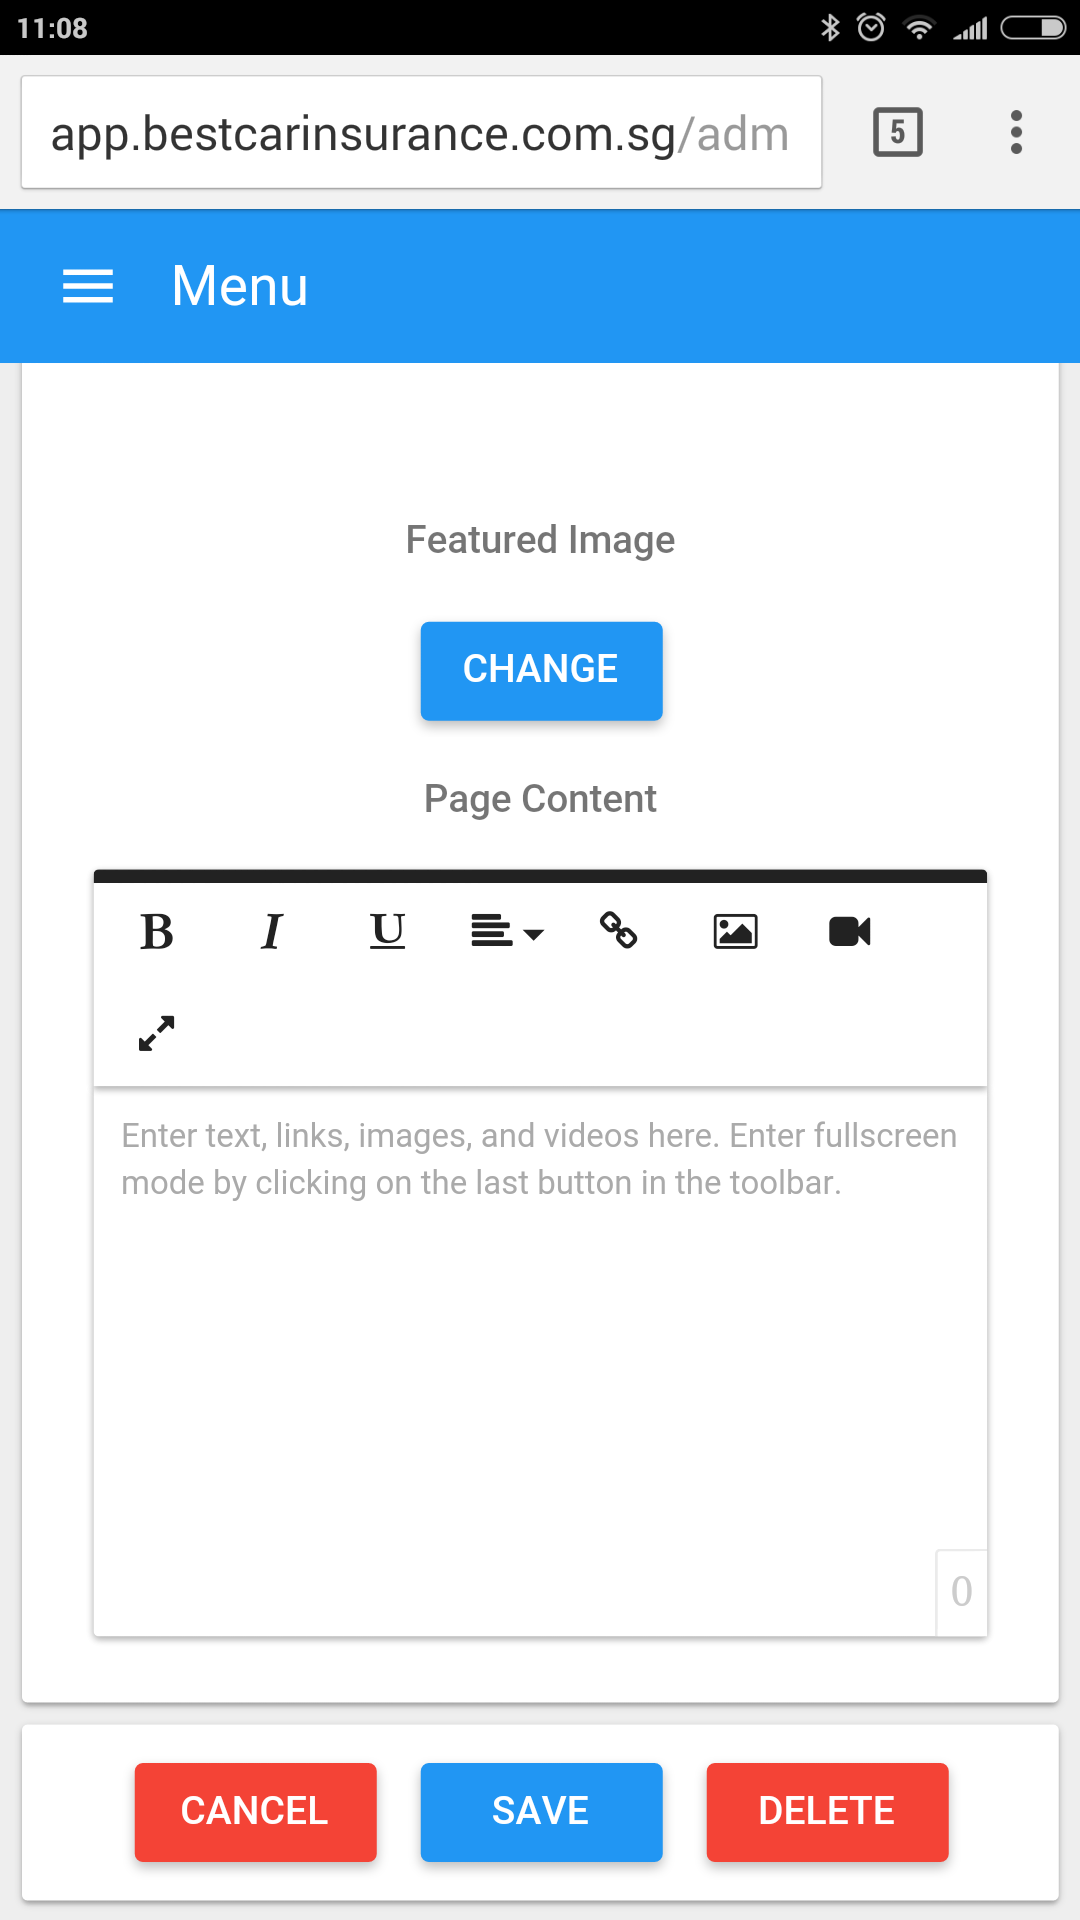 11:08
app.bestcarinsurance.com.sg/adm
5
Menu
Featured Image
CHANGE
Page Content
B I U
Enter text, links, images, and videos here. Enter fullscreen
mode by clicking on the last button in the toolbar.
0
CANCEL SAVE DELETE